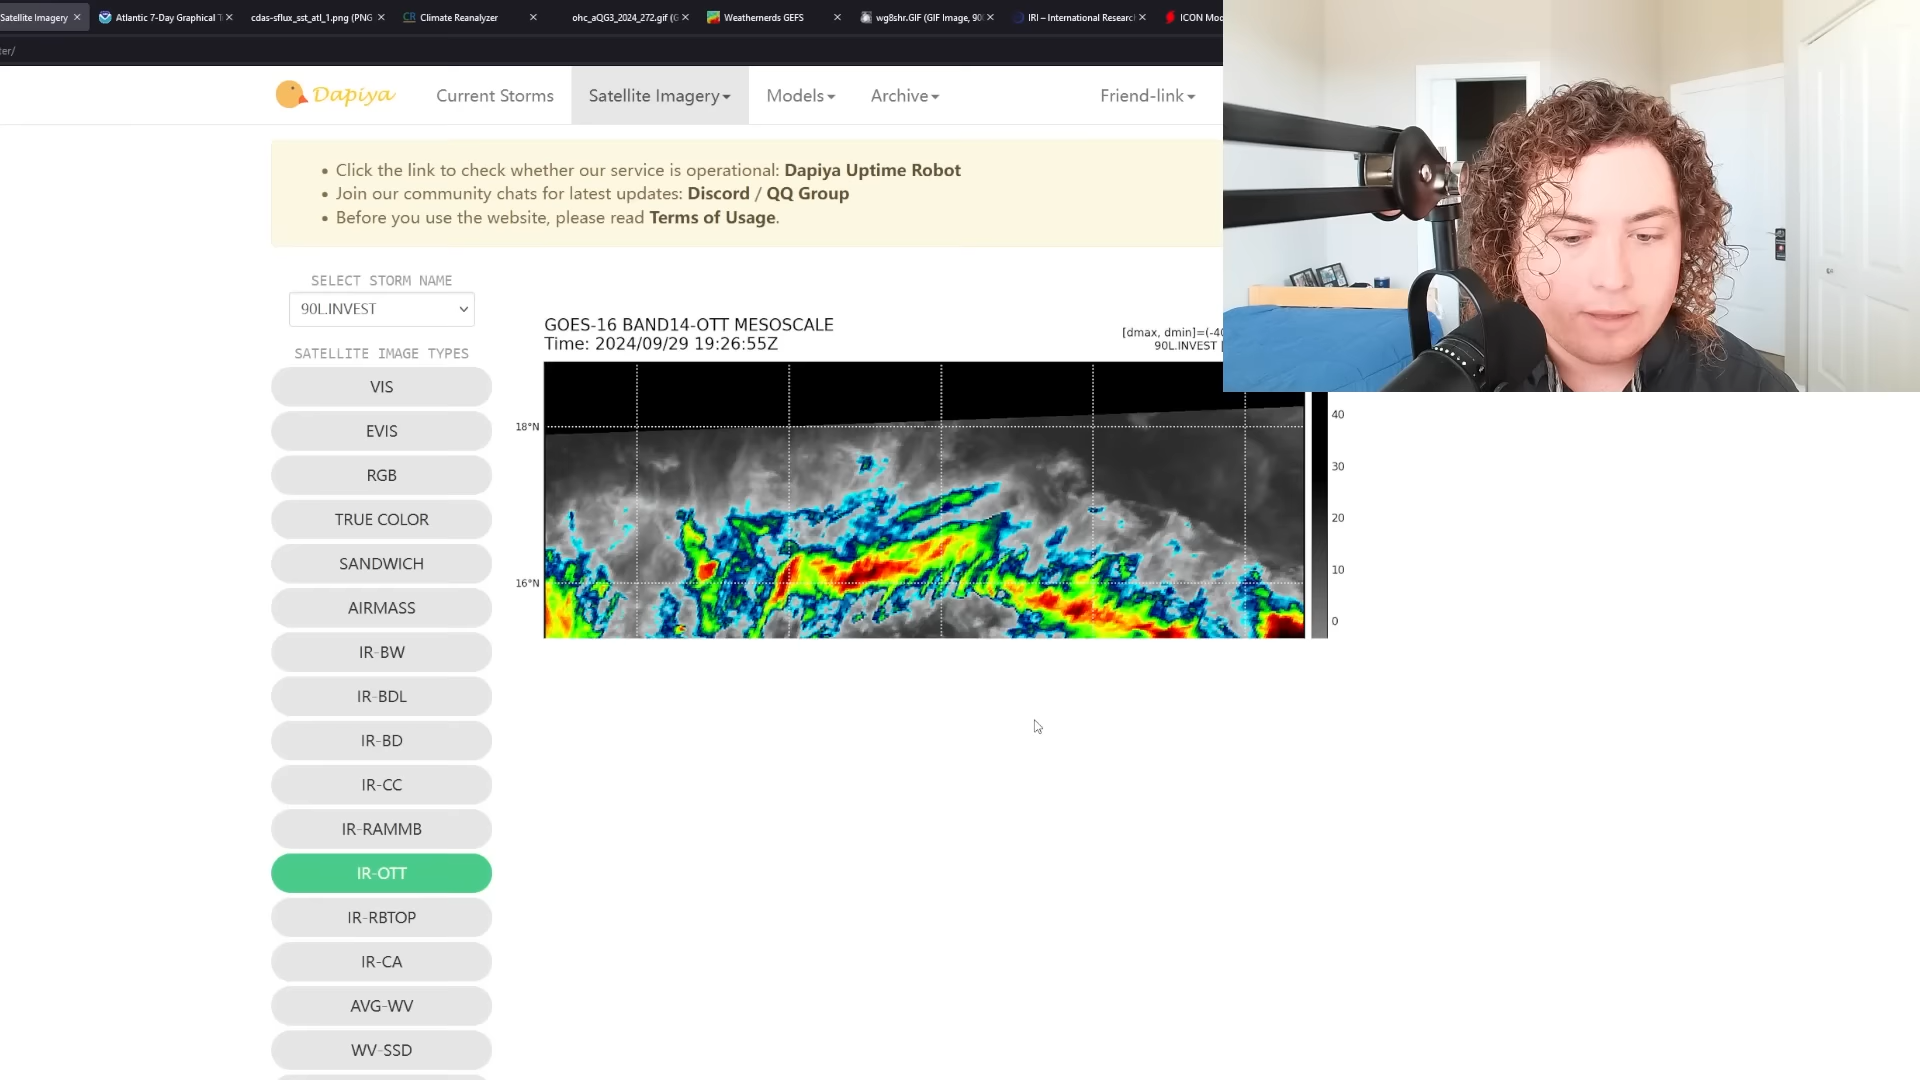 Satellite Imagery
Atlantic 7-Day Graphical T
cdas-sflux_sst_atl_1.png (PNG
CR Climate Reanalyzer
ohc_aQG3_2024_272.gif (G
Weathernerds GEFS
wg8shr.GIF (GIF Image, 90
IRI – International Researc
ICON Mod
ter/
Dapiya
Current Storms
Satellite Imagery
Models
Archive
Friend-link
• Click the link to check whether our service is operational: Dapiya Uptime Robot
• Join our community chats for latest updates: Discord / QQ Group
• Before you use the website, please read Terms of Usage.
SELECT STORM NAME
90L.INVEST
SATELLITE IMAGE TYPES
VIS
EVIS
RGB
TRUE COLOR
SANDWICH
AIRMASS
IR-BW
IR-BDL
IR-BD
IR-CC
IR-RAMMB
IR-OTT
IR-RBTOP
IR-CA
AVG-WV
WV-SSD
GOES-16 BAND14-OTT MESOSCALE
Time: 2024/09/29 19:26:55Z
[dmax, dmin]=(-40
90L.INVEST [
18°N
16°N
40
30
20
10
0